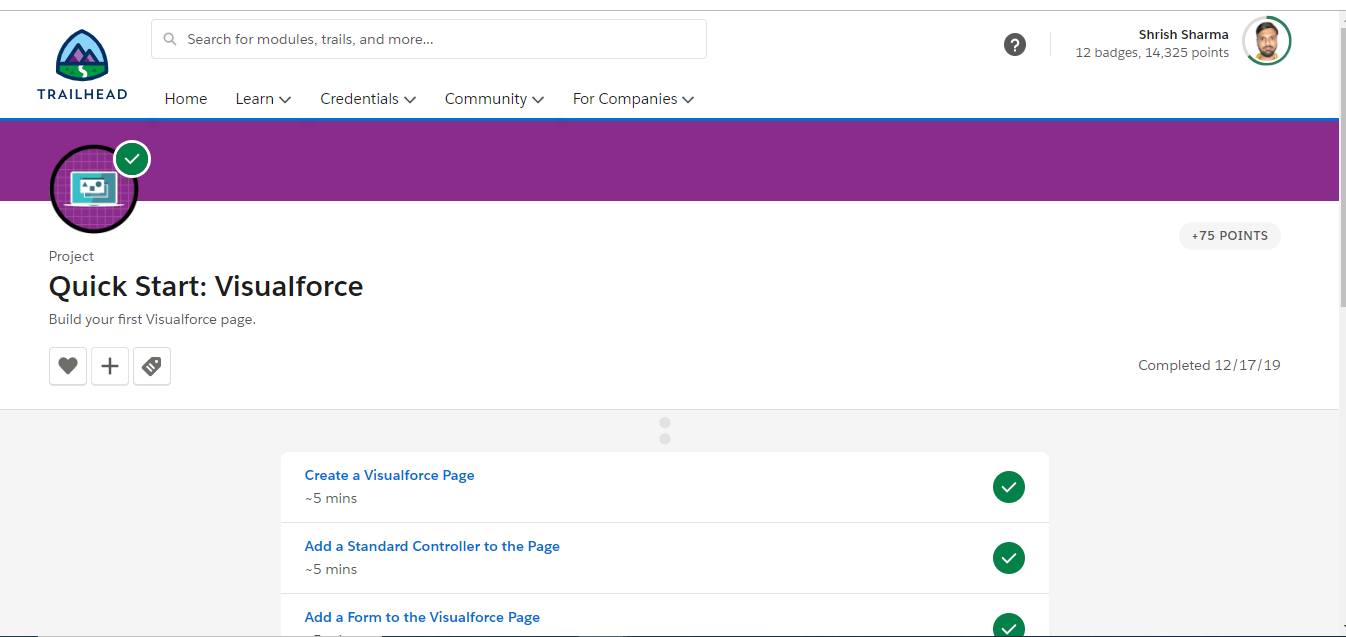 TRAILHEAD
Search for modules, trails, and more...
?
Shrish Sharma
12 badges, 14,325 points
Home Learn Credentials Community For Companies
+75 POINTS
Project
Quick Start: Visualforce
Build your first Visualforce page.
Completed 12/17/19
Create a Visualforce Page
~5 mins
Add a Standard Controller to the Page
~5 mins
Add a Form to the Visualforce Page